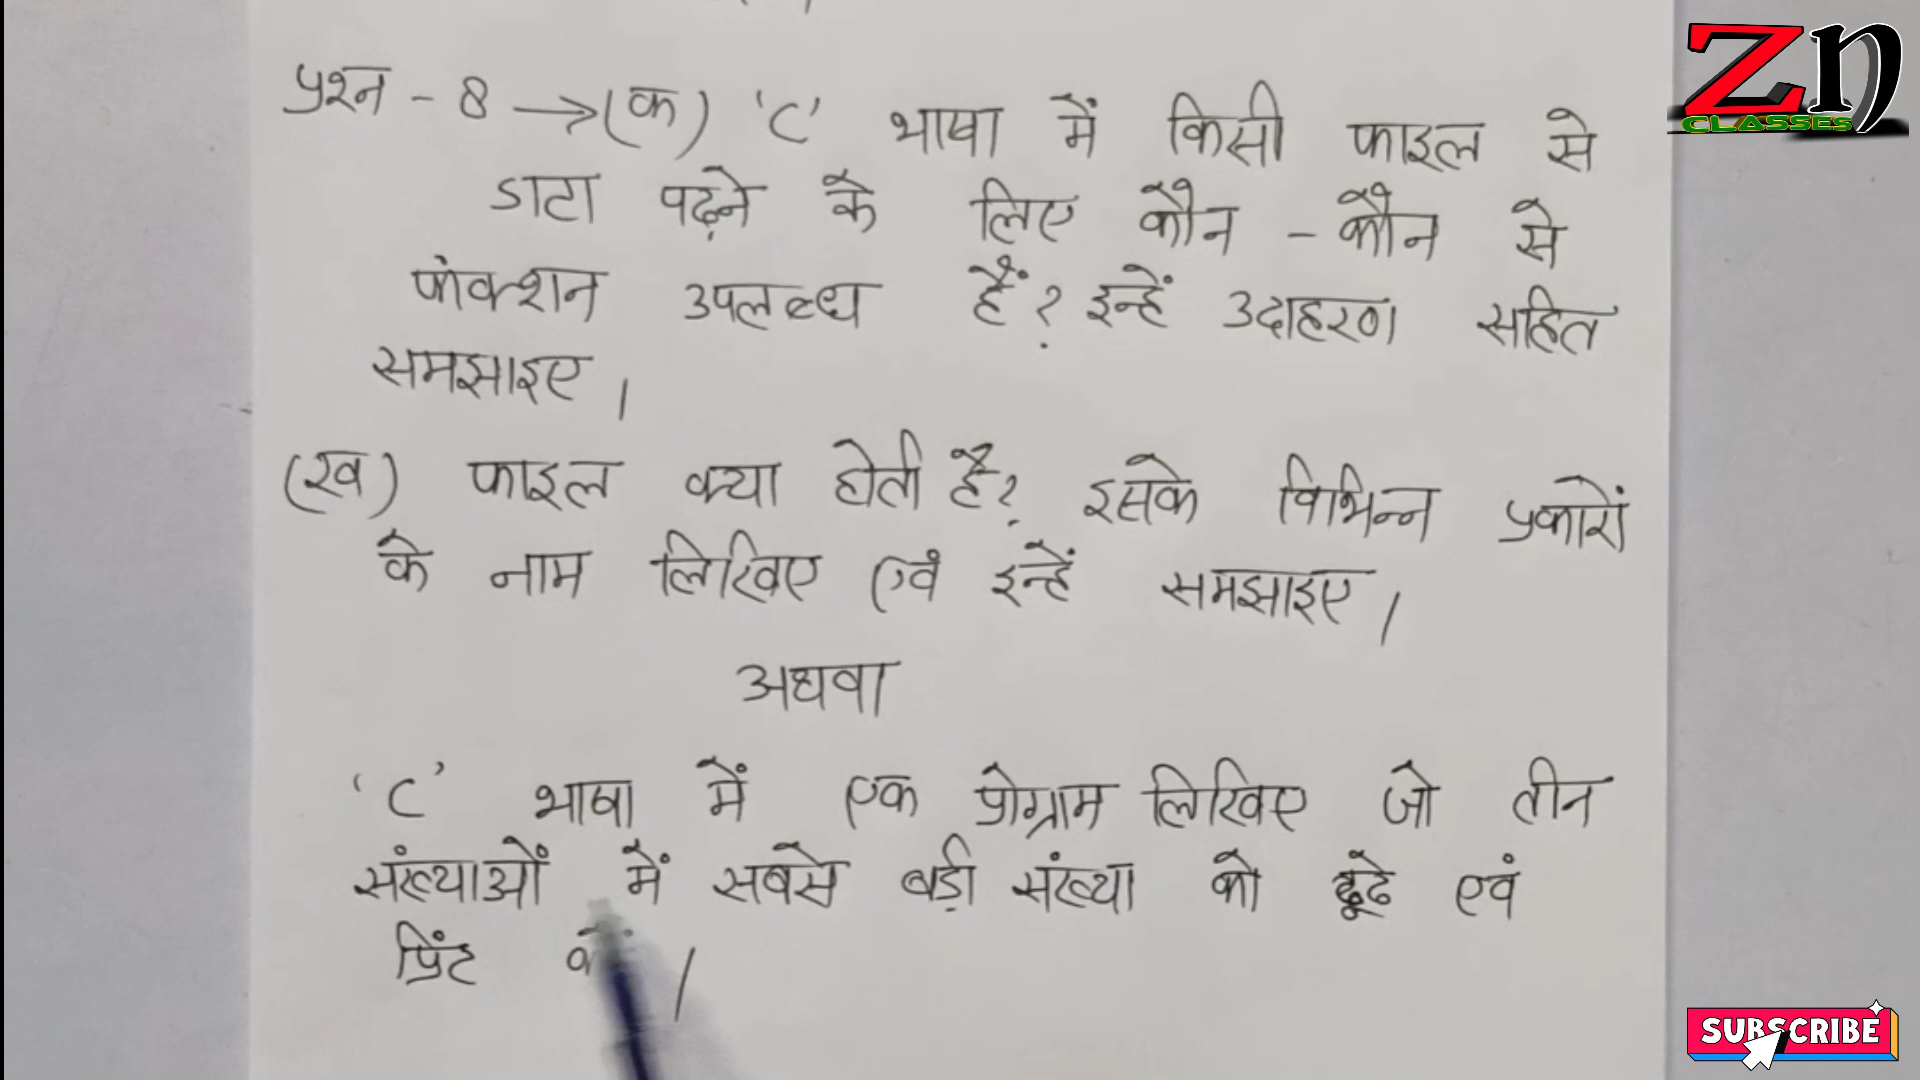 प्रश्न - 8 → (क) 'C' भाषा में किसी फाइल से
डाटा पढ़ने के लिए कौन - कौन से
फंक्शन उपलब्ध हैं? इन्हें उदाहरण सहित
समझाइए।
(ख) फाइल क्या होती है? इसके विभिन्न प्रकारों
के नाम लिखिए एवं इन्हें समझाइए।
अथवा
'C' भाषा में एक प्रोग्राम लिखिए जो तीन
संख्याओं में सबसे बड़ी संख्या को ढूंढे एवं
प्रिंट ।
Zn
CLASSES
SUBSCRIBE